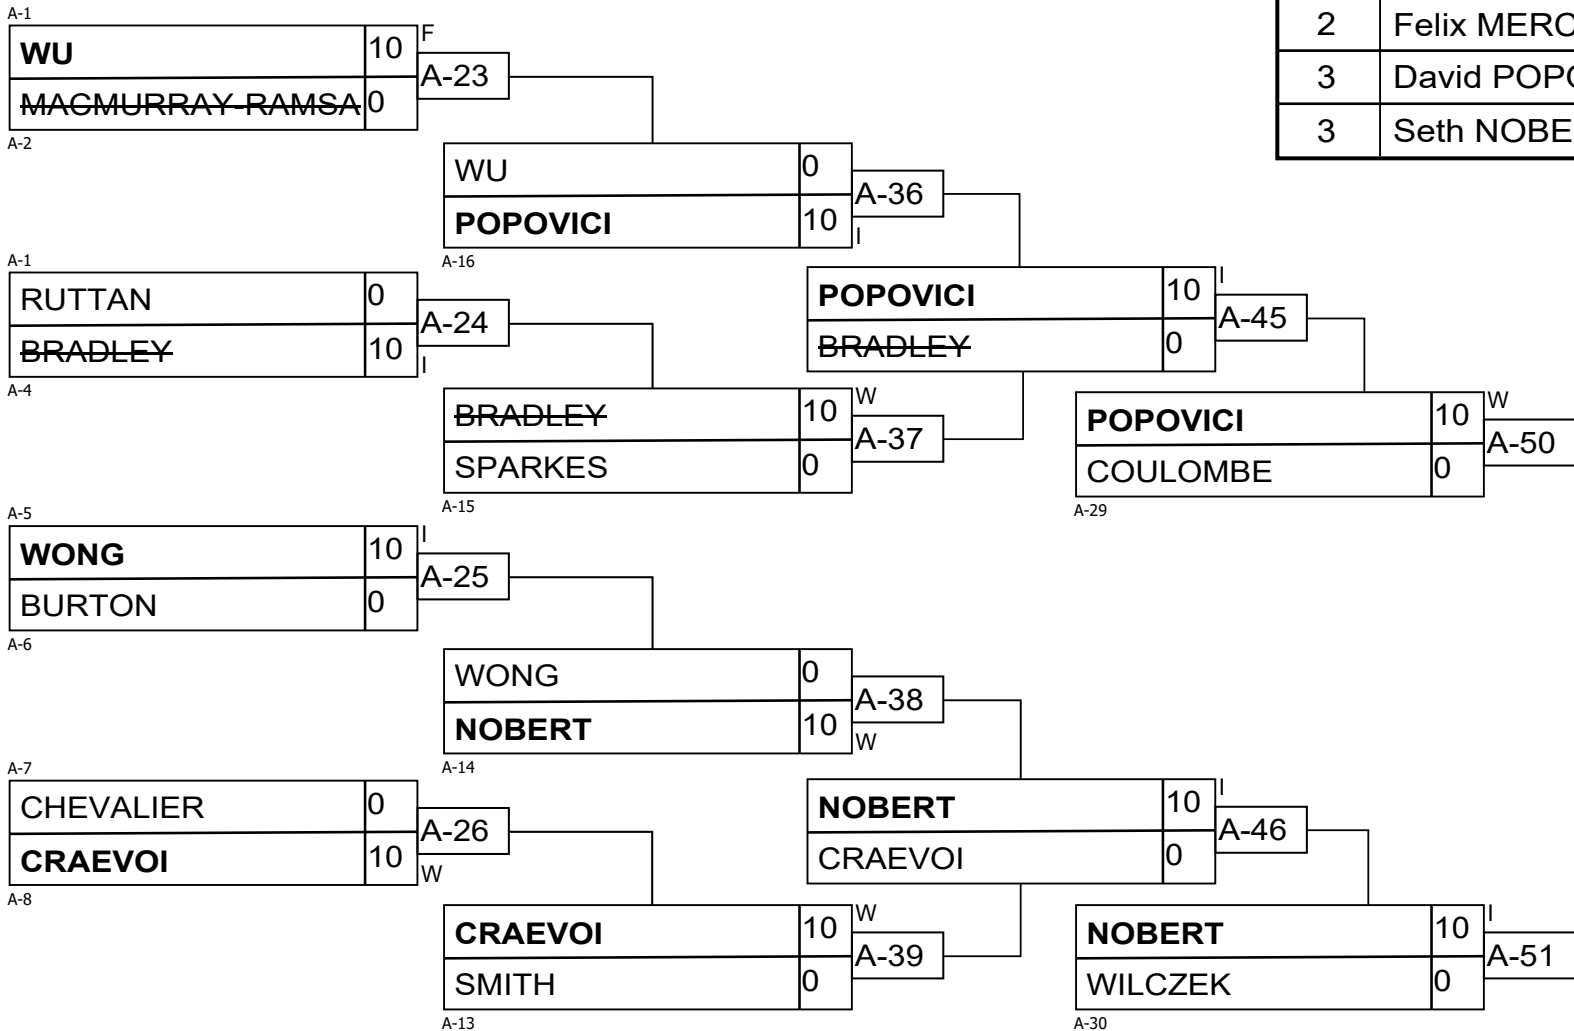 A-1
WU 10 F
A-23
MACMURRAY-RAMSA 0
A-2
2 Felix MERC
3 David POPO
3 Seth NOBE
WU 0
A-36
POPOVICI 10 I
A-16
A-1
RUTTAN 0
A-24
BRADLEY 10 I
A-4
POPOVICI 10 I
A-45
BRADLEY 0
BRADLEY 10 W
A-37
SPARKES 0
A-15
POPOVICI 10 W
A-50
COULOMBE 0
A-29
A-5
WONG 10 I
A-25
BURTON 0
A-6
WONG 0
A-38
NOBERT 10 W
A-14
A-7
CHEVALIER 0
A-26
CRAEVOI 10 W
A-8
NOBERT 10 I
A-46
CRAEVOI 0
CRAEVOI 10 W
A-39
SMITH 0
A-13
NOBERT 10 I
A-51
WILCZEK 0
A-30